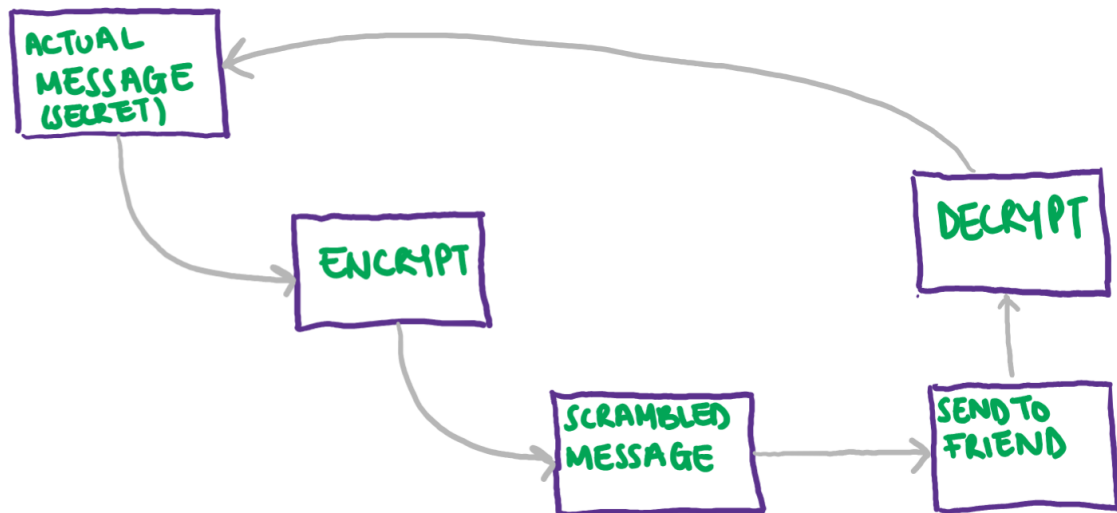 ACTUAL
MESSAGE
(SECRET)
ENCRYPT
SCRAMBLED
MESSAGE
SEND TO
FRIEND
DECRYPT